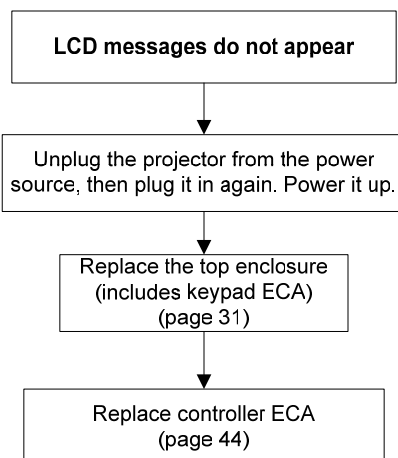 LCD messages do not appear
Unplug the projector from the power
source, then plug it in again. Power it up.
Replace the top enclosure
(includes keypad ECA)
(page 31)
Replace controller ECA
(page 44)